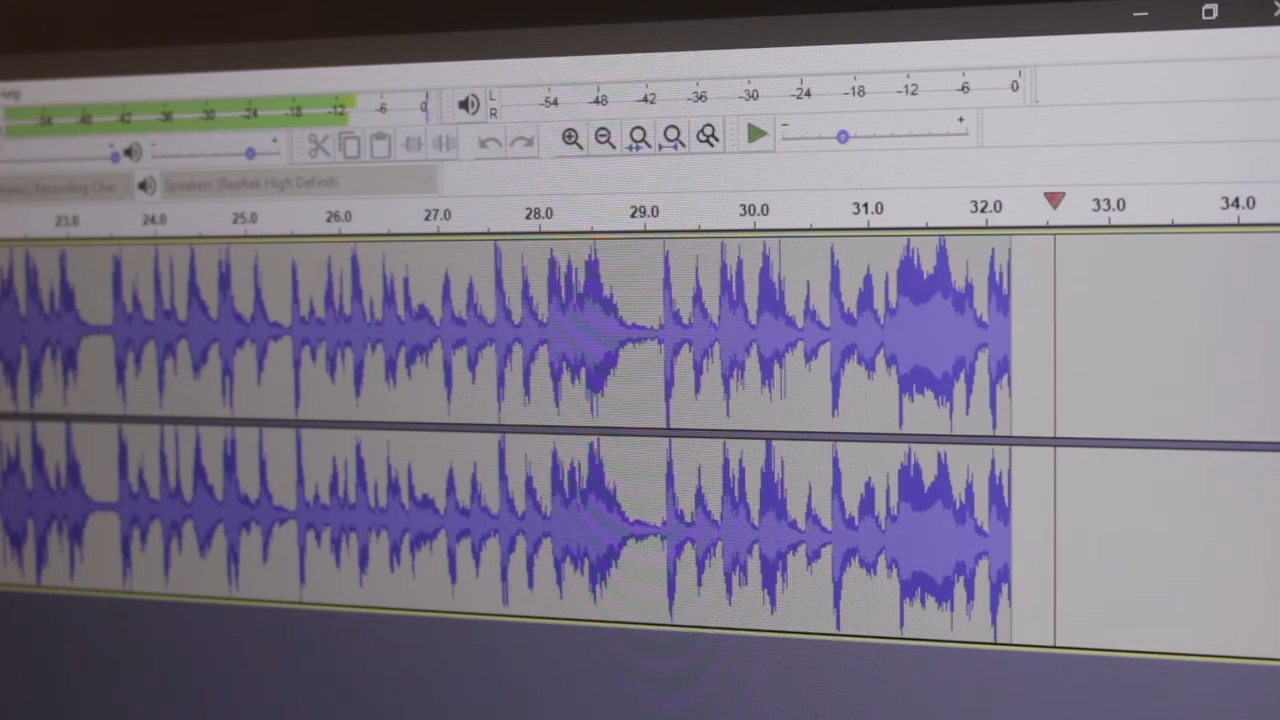 Help
-54 -48 -42 -36 -30 -24 -18 -12 -6 0
L
R
-54 -48 -42 -36 -30 -24 -18 -12 -6 0
- +
- +
Recording
Speakers (Realtek High Definiti
23.0 24.0 25.0 26.0 27.0 28.0 29.0 30.0 31.0 32.0 33.0 34.0